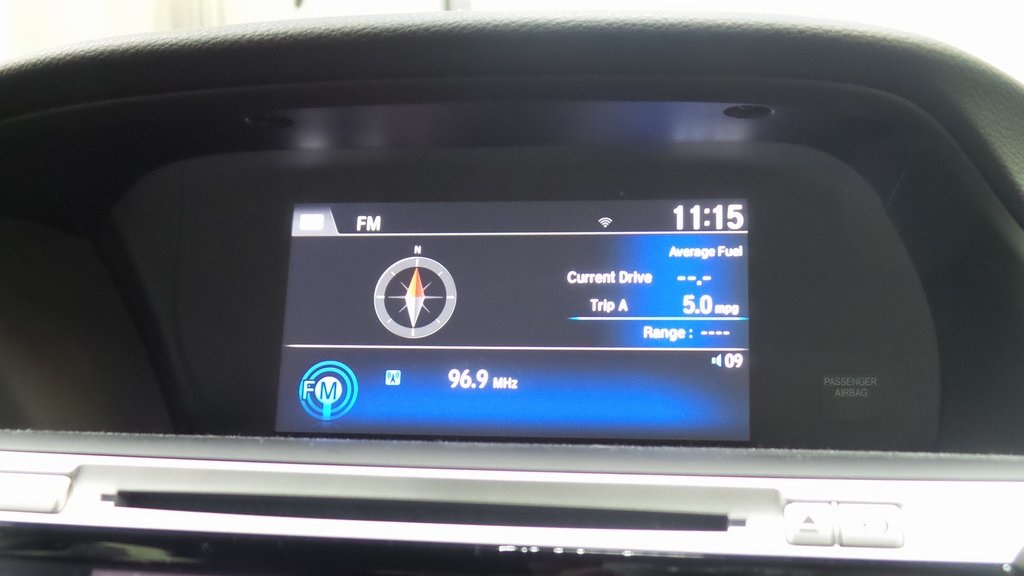 FM
11:15
N
Average Fuel
Current Drive --.-
Trip A 5.0 mpg
Range : ----
09
FM
96.9 MHz
PASSENGER
AIRBAG